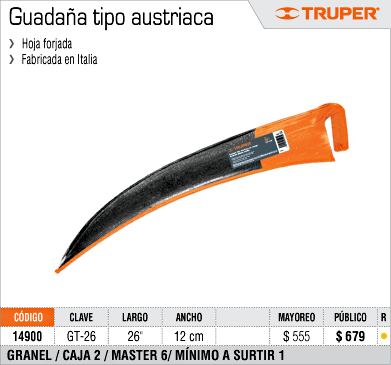 Guadaña tipo austriaca
TRUPER®
› Hoja forjada
› Fabricada en Italia
TRUPER
CÓDIGO CLAVE LARGO ANCHO MAYOREO PÚBLICO R
14900 GT-26 26" 12 cm $ 555 $ 679
GRANEL / CAJA 2 / MASTER 6/ MÍNIMO A SURTIR 1